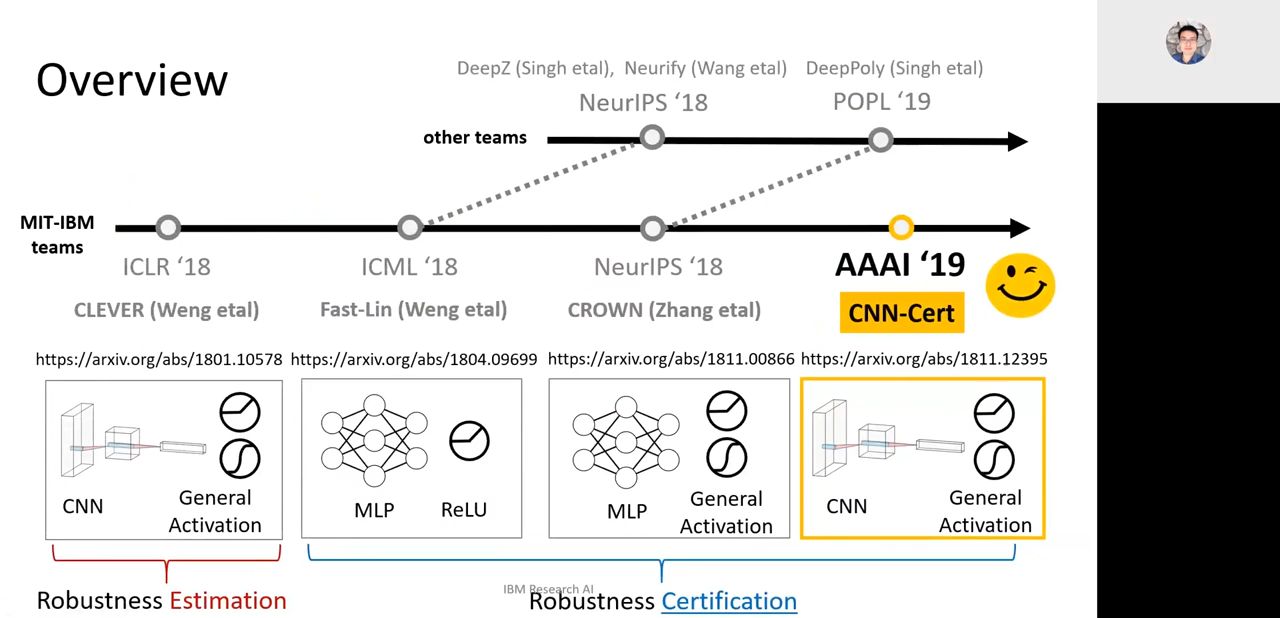 Overview
DeepZ (Singh etal), Neurify (Wang etal)
DeepPoly (Singh etal)
NeurIPS ‘18
POPL ‘19
other teams
MIT-IBM
teams
ICLR ‘18
ICML ‘18
NeurIPS ‘18
AAAI ‘19
CLEVER (Weng etal)
Fast-Lin (Weng etal)
CROWN (Zhang etal)
CNN-Cert
https://arxiv.org/abs/1801.10578
https://arxiv.org/abs/1804.09699
https://arxiv.org/abs/1811.00866
https://arxiv.org/abs/1811.12395
CNN
General
Activation
MLP
ReLU
MLP
General
Activation
CNN
General
Activation
Robustness Estimation
IBM Research AI
Robustness Certification